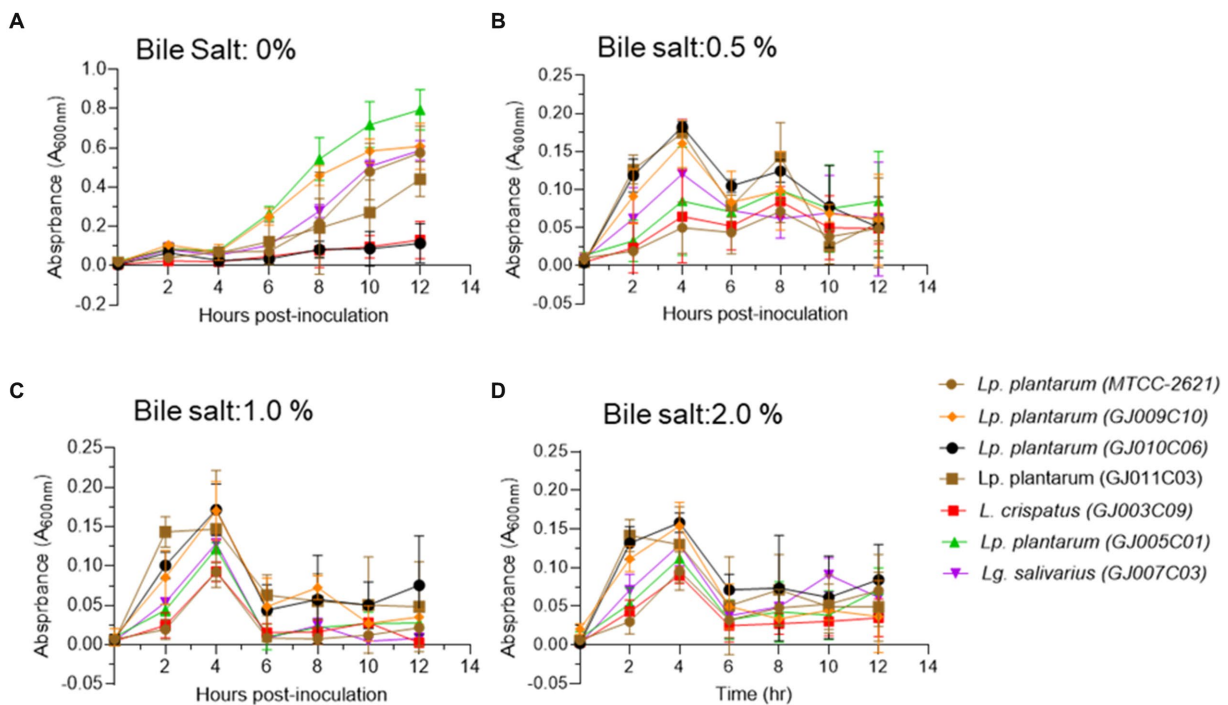 A
Bile Salt: 0%
1.0
0.8
0.6
0.4
0.2
0.0
-0.2
Absprbance (A600nm)
2 4 6 8 10 12 14
Hours post-inoculation
B
Bile salt:0.5 %
0.25
0.20
0.15
0.10
0.05
0.00
-0.05
Absprbance (A600nm)
2 4 6 8 10 12 14
Hours post-inoculation
C
Bile salt:1.0 %
0.25
0.20
0.15
0.10
0.05
0.00
-0.05
Absprbance (A600nm)
2 4 6 8 10 12 14
Hours post-inoculation
D
Bile salt:2.0 %
0.25
0.20
0.15
0.10
0.05
0.00
-0.05
Absprbance (A600nm)
2 4 6 8 10 12 14
Time (hr)
Lp. plantarum (MTCC-2621)
Lp. plantarum (GJ009C10)
Lp. plantarum (GJ010C06)
Lp. plantarum (GJ011C03)
L. crispatus (GJ003C09)
Lp. plantarum (GJ005C01)
Lg. salivarius (GJ007C03)